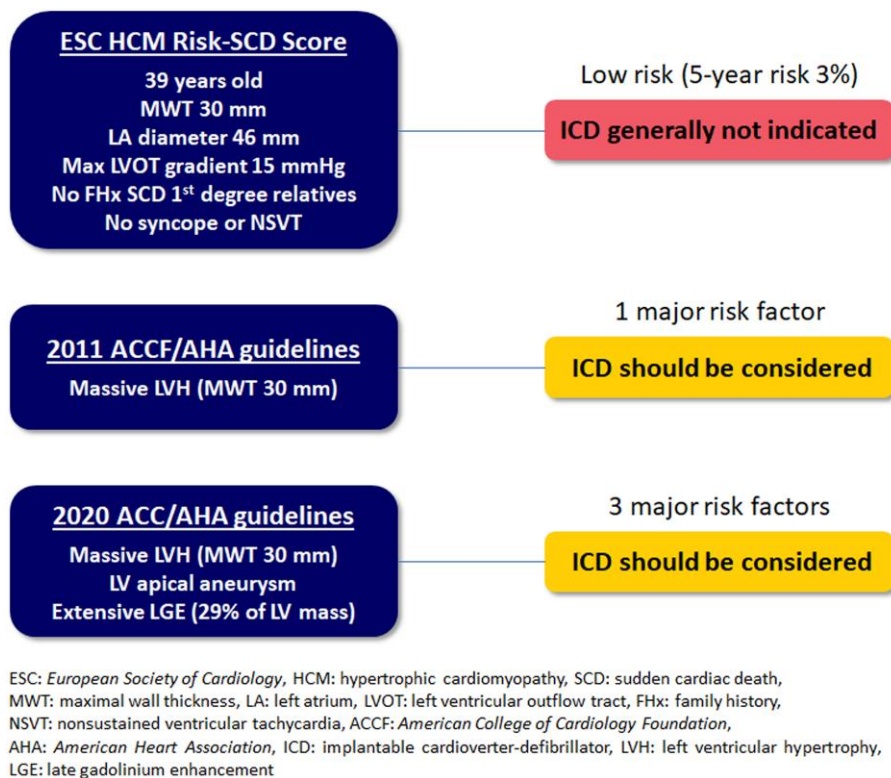 ESC HCM Risk-SCD Score
39 years old
MWT 30 mm
LA diameter 46 mm
Max LVOT gradient 15 mmHg
No FHx SCD 1st degree relatives
No syncope or NSVT
Low risk (5-year risk 3%)
ICD generally not indicated
2011 ACCF/AHA guidelines
Massive LVH (MWT 30 mm)
1 major risk factor
ICD should be considered
2020 ACC/AHA guidelines
Massive LVH (MWT 30 mm)
LV apical aneurysm
Extensive LGE (29% of LV mass)
3 major risk factors
ICD should be considered
ESC: European Society of Cardiology, HCM: hypertrophic cardiomyopathy, SCD: sudden cardiac death,
MWT: maximal wall thickness, LA: left atrium, LVOT: left ventricular outflow tract, FHx: family history,
NSVT: nonsustained ventricular tachycardia, ACCF: American College of Cardiology Foundation,
AHA: American Heart Association, ICD: implantable cardioverter-defibrillator, LVH: left ventricular hypertrophy,
LGE: late gadolinium enhancement